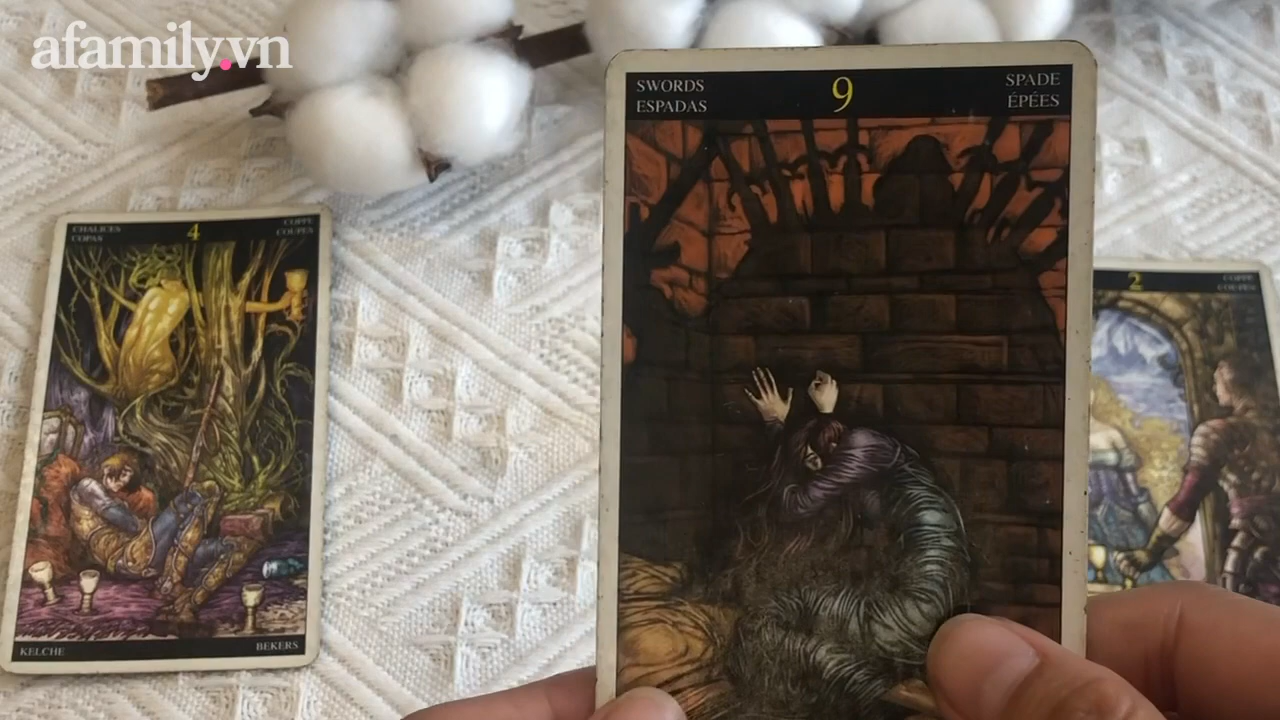 afamily.vn
SWORDS
ESPADAS
9
SPADE
ÉPÉES
CHALICES
COPAS
4
COPPE
COUPES
KELCHE
BEKERS
2
COPPE
COUPES